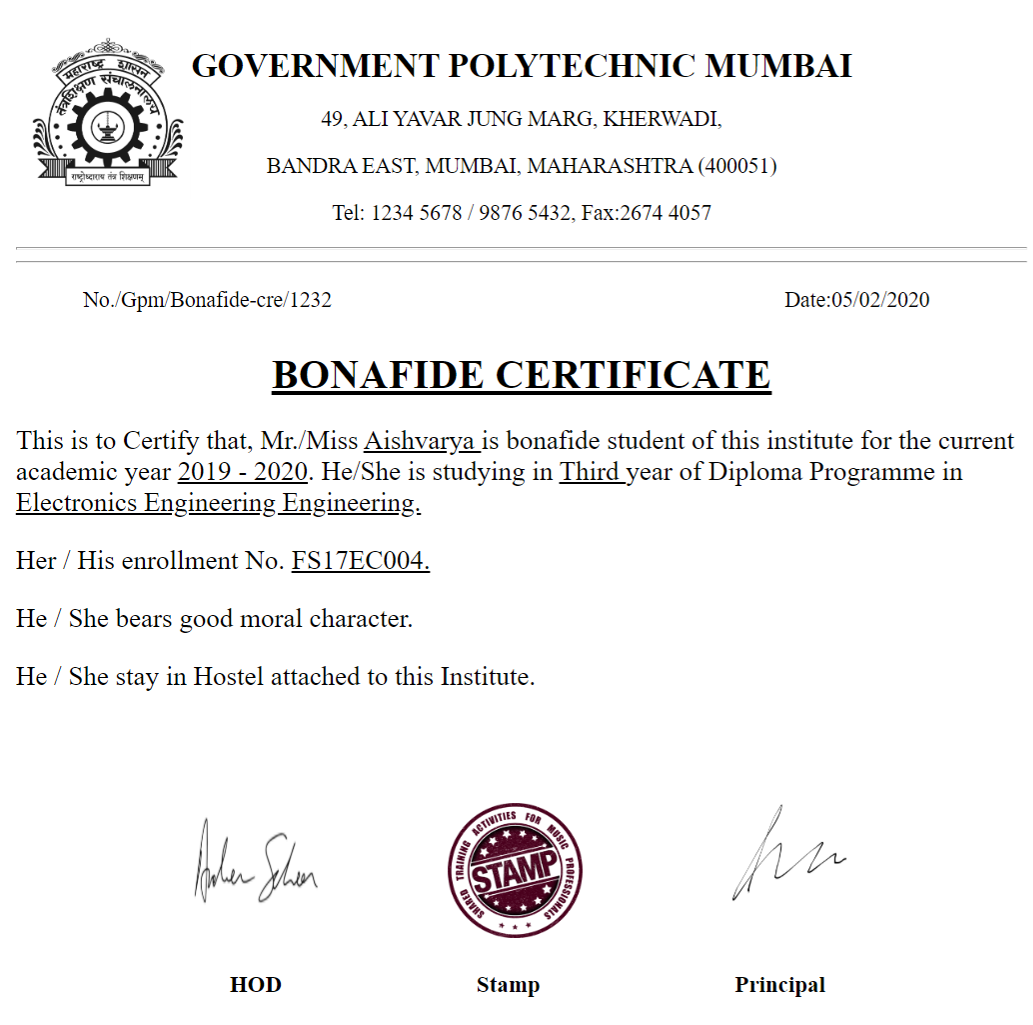 महाराष्ट्र शासन
तंत्रशिक्षण संचालनालय
राष्ट्रोध्दाराय तंत्र शिक्षणम्
GOVERNMENT POLYTECHNIC MUMBAI
49, ALI YAVAR JUNG MARG, KHERWADI,
BANDRA EAST, MUMBAI, MAHARASHTRA (400051)
Tel: 1234 5678 / 9876 5432, Fax:2674 4057
No./Gpm/Bonafide-cre/1232 Date:05/02/2020
BONAFIDE CERTIFICATE
This is to Certify that, Mr./Miss Aishvarya is bonafide student of this institute for the current
academic year 2019 - 2020. He/She is studying in Third year of Diploma Programme in
Electronics Engineering Engineering.
Her / His enrollment No. FS17EC004.
He / She bears good moral character.
He / She stay in Hostel attached to this Institute.
SHARED TRAINING ACTIVITIES FOR MUSIC PROFESSIONALS
STAMP
HOD Stamp Principal